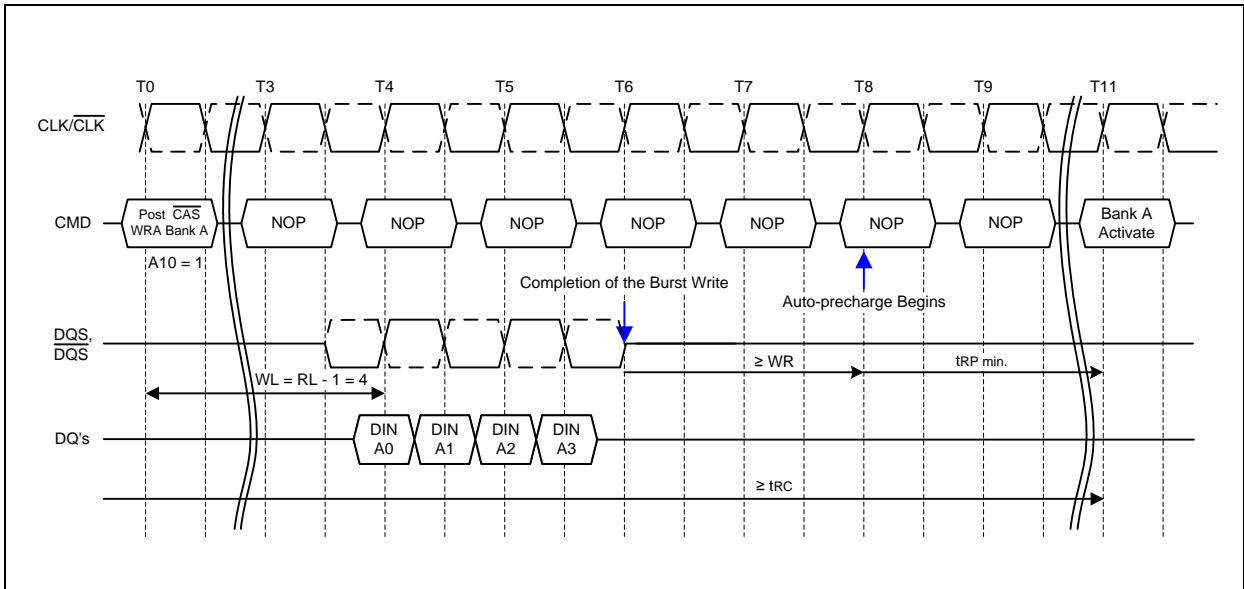 T0 T3 T4 T5 T6 T7 T8 T9 T11
CLK/CLK
CMD
Post CAS
WRA Bank A
NOP NOP NOP NOP NOP NOP NOP
Bank A
Activate
A10 = 1
Completion of the Burst Write
Auto-precharge Begins
DQS,
DQS
WL = RL - 1 = 4
≥ WR
tRP min.
DQ's
DIN
A0
DIN
A1
DIN
A2
DIN
A3
≥ tRC